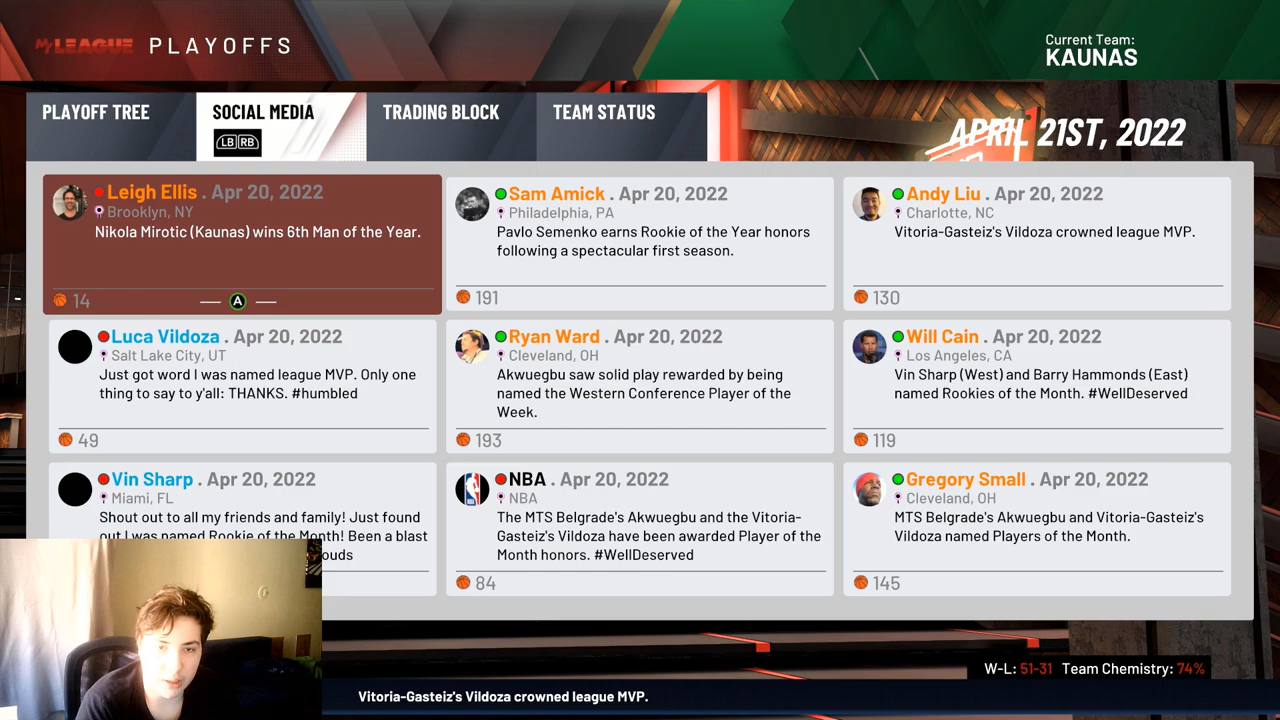 MyLEAGUE PLAYOFFS
Current Team:
KAUNAS
PLAYOFF TREE
SOCIAL MEDIA
LB RB
TRADING BLOCK
TEAM STATUS
APRIL 21ST, 2022
Leigh Ellis . Apr 20, 2022
Brooklyn, NY
Nikola Mirotic (Kaunas) wins 6th Man of the Year.
14
A
Sam Amick . Apr 20, 2022
Philadelphia, PA
Pavlo Semenko earns Rookie of the Year honors
following a spectacular first season.
191
Andy Liu . Apr 20, 2022
Charlotte, NC
Vitoria-Gasteiz's Vildoza crowned league MVP.
130
Luca Vildoza . Apr 20, 2022
Salt Lake City, UT
Just got word I was named league MVP. Only one
thing to say to y'all: THANKS. #humbled
49
Ryan Ward . Apr 20, 2022
Cleveland, OH
Akwuegbu saw solid play rewarded by being
named the Western Conference Player of the
Week.
193
Will Cain . Apr 20, 2022
Los Angeles, CA
Vin Sharp (West) and Barry Hammonds (East)
named Rookies of the Month. #WellDeserved
119
Vin Sharp . Apr 20, 2022
Miami, FL
Shout out to all my friends and family! Just found
out I was named Rookie of the Month! Been a blast
ouds
NBA . Apr 20, 2022
NBA
The MTS Belgrade's Akwuegbu and the Vitoria-
Gasteiz's Vildoza have been awarded Player of the
Month honors. #WellDeserved
84
Gregory Small . Apr 20, 2022
Cleveland, OH
MTS Belgrade's Akwuegbu and Vitoria-Gasteiz's
Vildoza named Players of the Month.
145
W-L: 51-31 Team Chemistry: 74%
Vitoria-Gasteiz's Vildoza crowned league MVP.